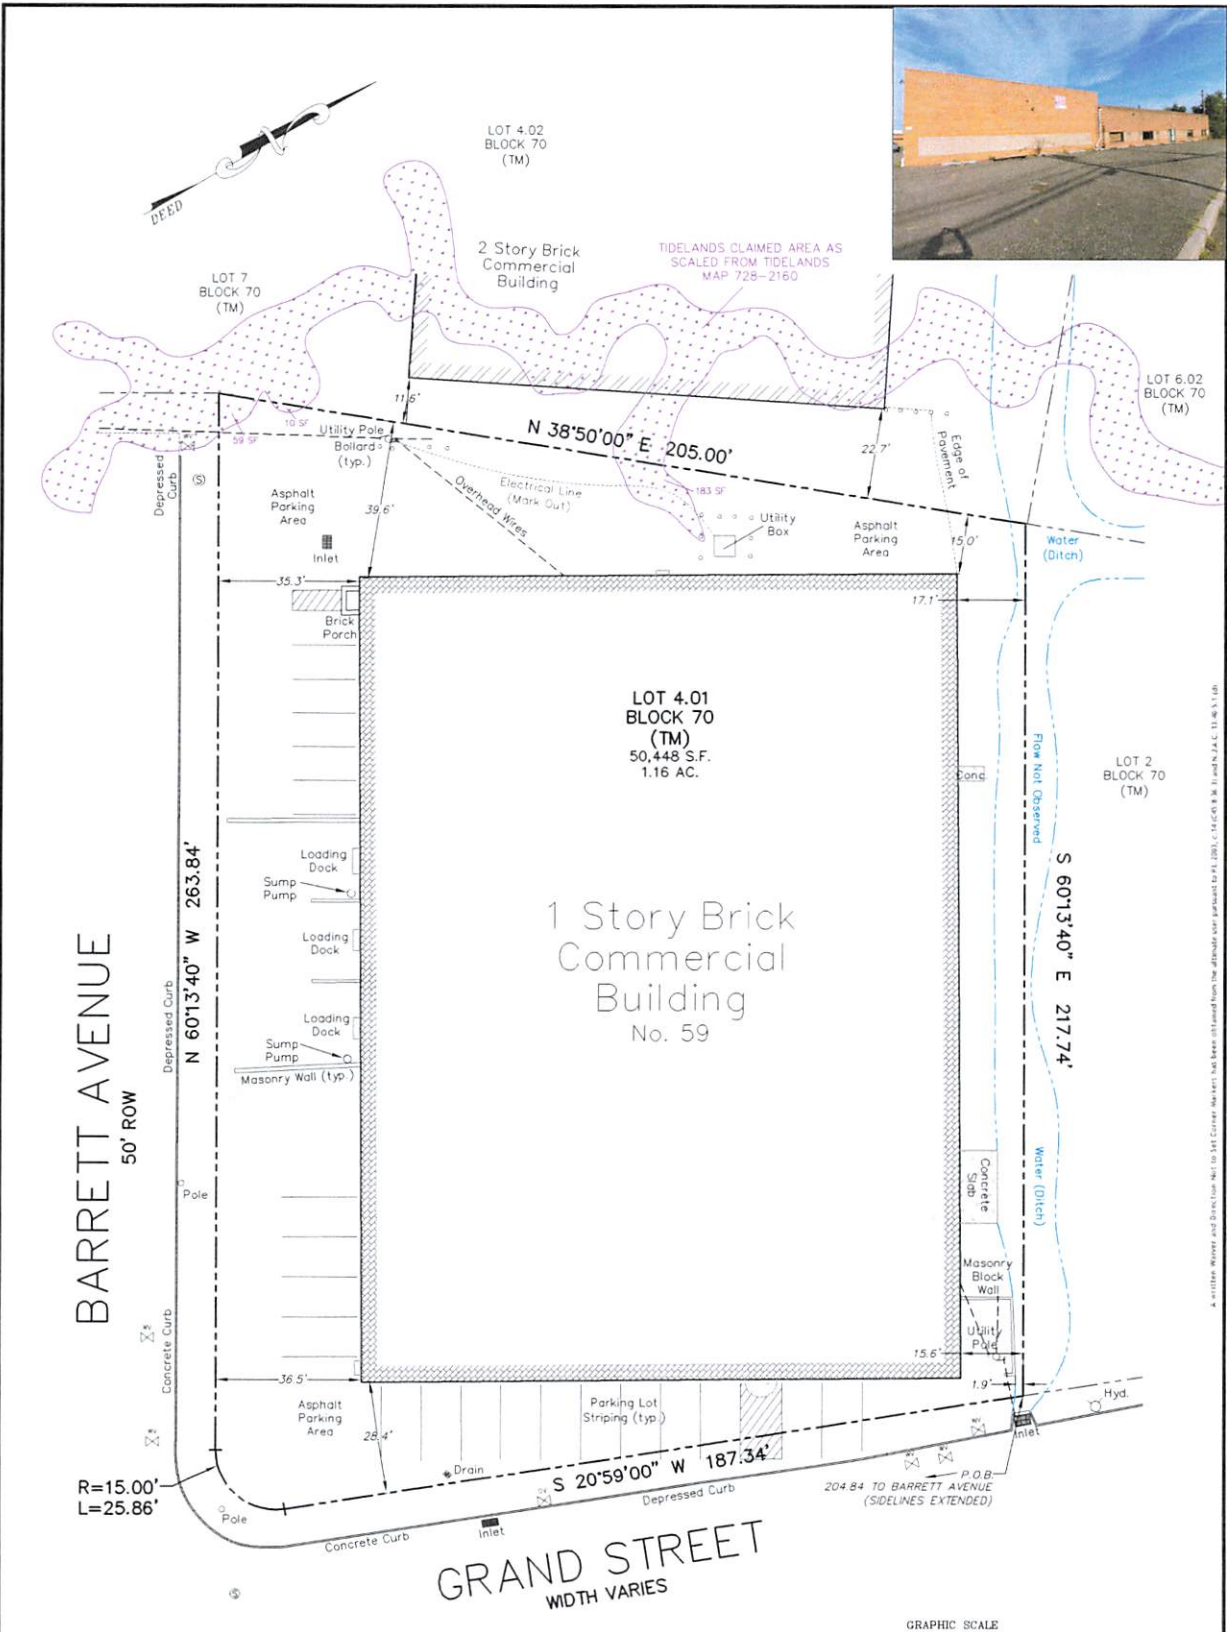 DEED
LOT 4.02
BLOCK 70
(TM)
2 Story Brick
Commercial
Building
TIDELANDS CLAIMED AREA AS
SCALED FROM TIDELANDS
MAP 728-2160
LOT 7
BLOCK 70
(TM)
LOT 6.02
BLOCK 70
(TM)
11.6'
N 38°50'00" E 205.00'
22.7'
Edge of
Pavement
59 SF
10 SF
Utility Pole
Bollard
(typ.)
Depressed
Curb
(S)
Electrical Line
(Mark Out)
Overhead Wires
183 SF
Asphalt
Parking
Area
39.6'
Inlet
Utility
Box
Asphalt
Parking
Area
15.0'
Water
(Ditch)
35.3'
17.1'
Brick
Porch
LOT 4.01
BLOCK 70
(TM)
50,448 S.F.
1.16 AC.
Flow Not Observed
Conc.
LOT 2
BLOCK 70
(TM)
N 60°13'40" W 263.84'
S 60°13'40" E 217.74'
Loading
Dock
Sump
Pump
Loading
Dock
Loading
Dock
Sump
Pump
Masonry Wall (typ.)
1 Story Brick
Commercial
Building
No. 59
BARRETT AVENUE
50' ROW
Depressed Curb
Pole
Concrete Curb
Concrete
Slab
Water (Ditch)
Masonry
Block
Wall
Utility
Pole
15.6'
1.9'
Hyd.
Inlet
36.5'
Asphalt
Parking
Area
28.4'
Parking Lot
Striping (typ.)
Drain
S 20°59'00" W 187.34'
P.O.B.
204.84 TO BARRETT AVENUE
(SIDELINES EXTENDED)
R=15.00'
L=25.86'
Pole
Depressed Curb
Concrete Curb
Inlet
GRAND STREET
WIDTH VARIES
(S)
GRAPHIC SCALE